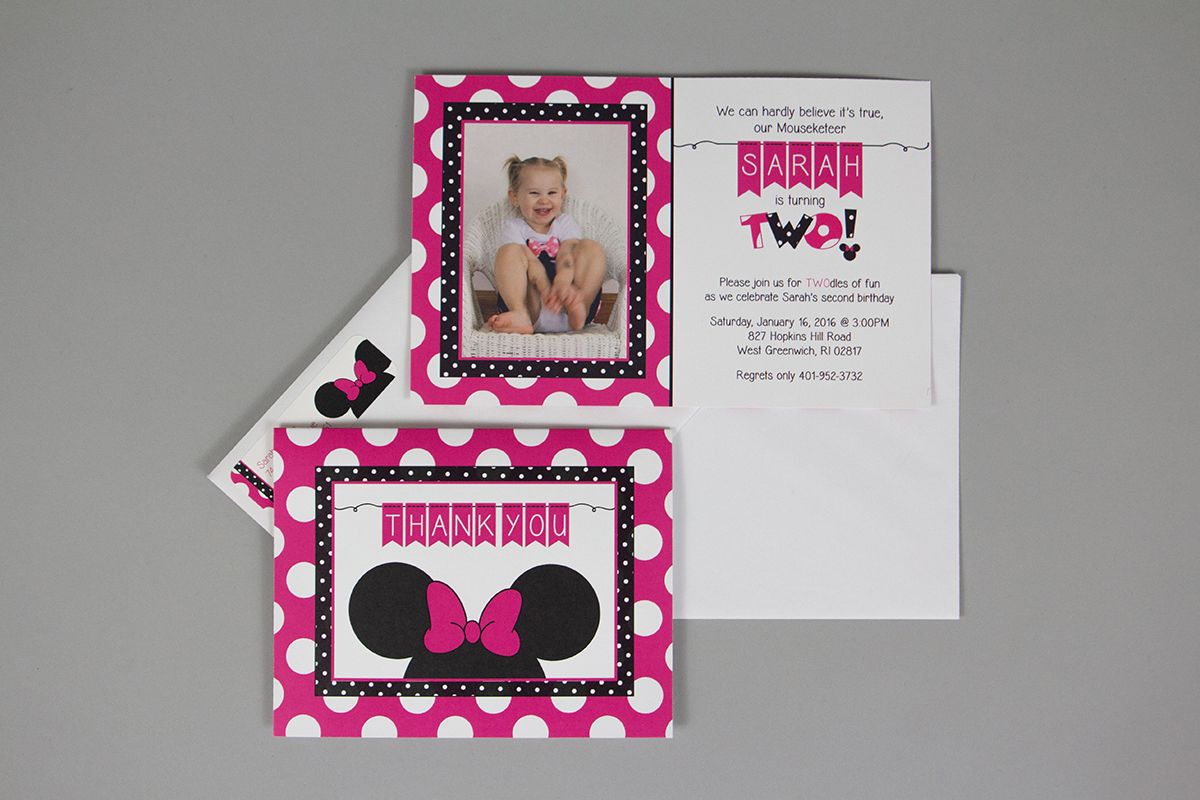 We can hardly believe it's true,
our Mouseketeer
SARAH
is turning
TWO!
Please join us for TWOdles of fun
as we celebrate Sarah's second birthday
Saturday, January 16, 2016 @ 3:00PM
827 Hopkins Hill Road
West Greenwich, RI 02817
Regrets only 401-952-3732
THANK YOU